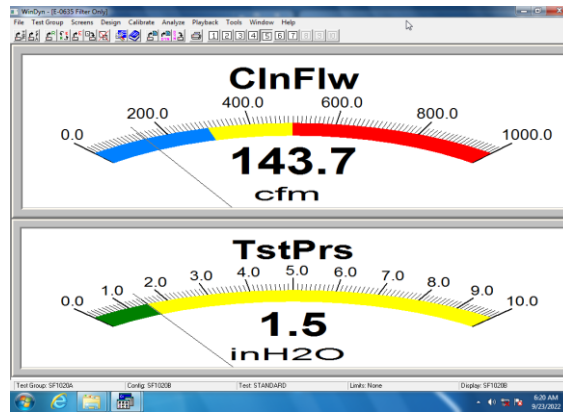 WinDyn - [E-0635 Filter Only]
File Test Group Screens Design Calibrate Analyze Playback Tools Window Help
1 2 3 4 5 6 7 8 9 0
ClnFlw
0.0 200.0 400.0 600.0 800.0 1000.0
143.7
cfm
TstPrs
0.0 1.0 2.0 3.0 4.0 5.0 6.0 7.0 8.0 9.0 10.0
1.5
inH2O
Test Group: SF1020A Config: SF1020B Test: STANDARD Limits: None Display: SF1020B
6:20 AM
9/23/2022